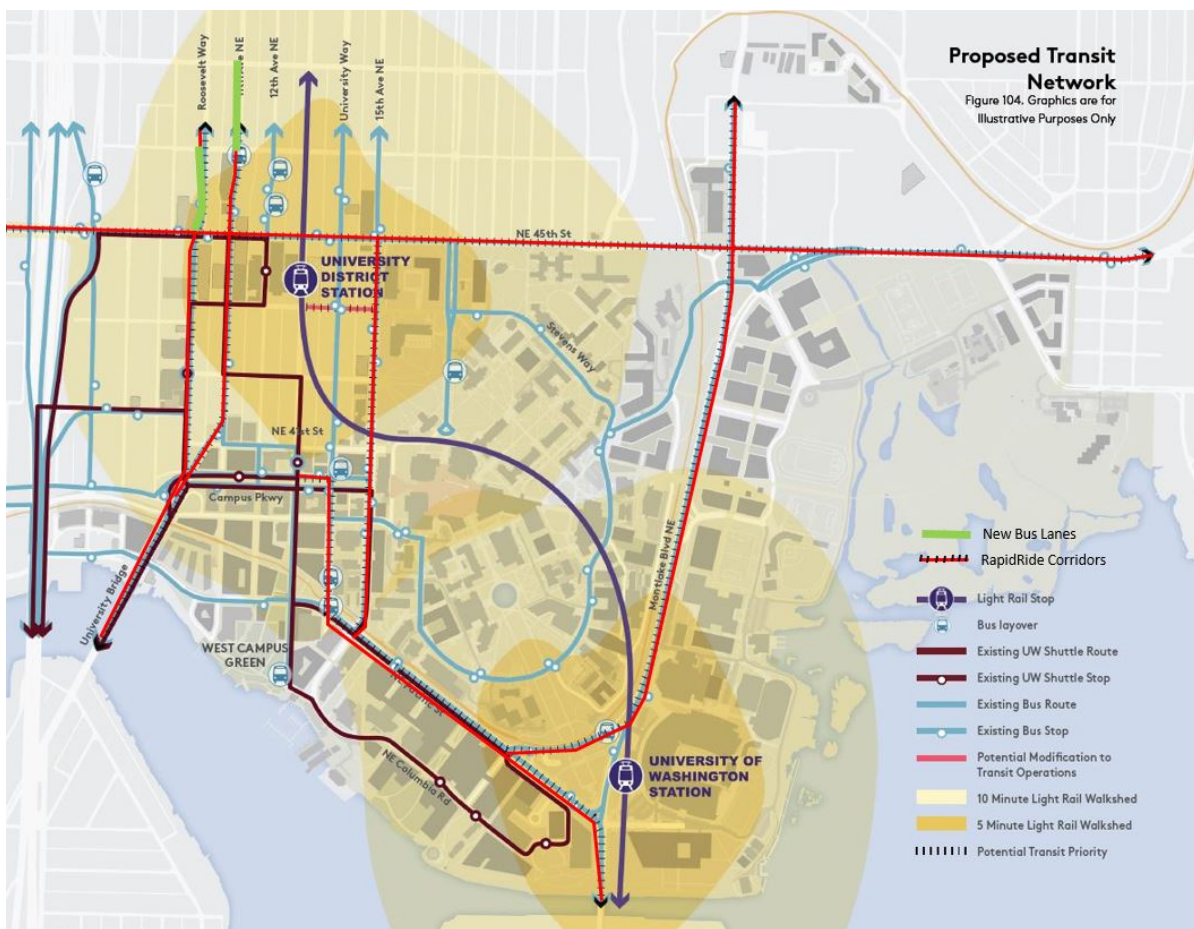 Proposed Transit
Network
Figure 104. Graphics are for
Illustrative Purposes Only
Roosevelt Way
NE
12th Ave NE
University Way
15th Ave NE
NE 45th St
UNIVERSITY
DISTRICT
STATION
Stevens Way
NE 41st St
Campus Pkwy
University Bridge
Montlake Blvd NE
WEST CAMPUS
GREEN
NE Pacific St
NE Columbia Rd
UNIVERSITY OF
WASHINGTON
STATION
New Bus Lanes
RapidRide Corridors
Light Rail Stop
Bus layover
Existing UW Shuttle Route
Existing UW Shuttle Stop
Existing Bus Route
Existing Bus Stop
Potential Modification to
Transit Operations
10 Minute Light Rail Walkshed
5 Minute Light Rail Walkshed
Potential Transit Priority